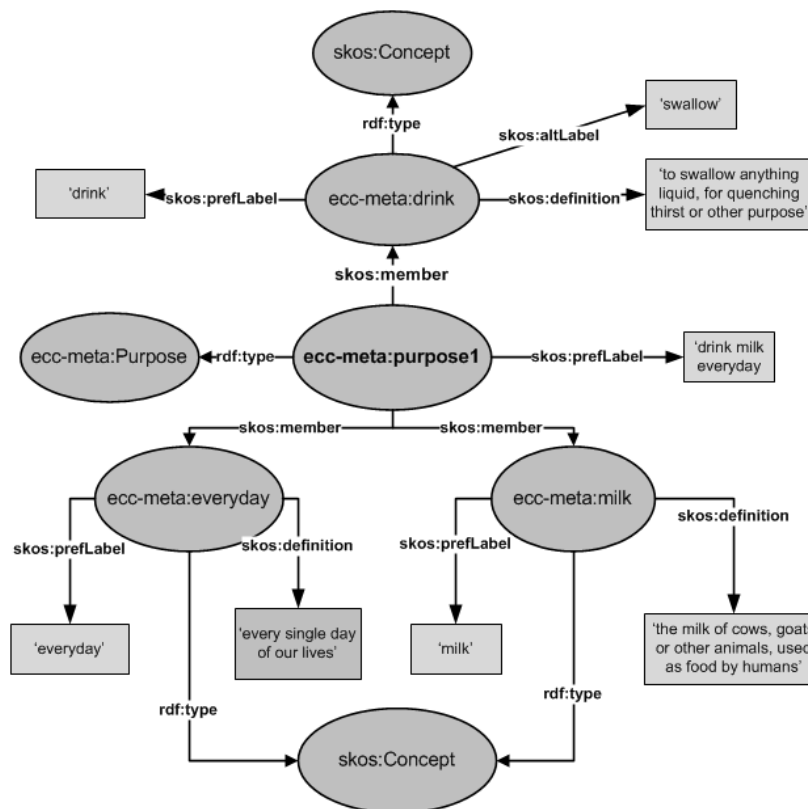 skos:Concept
rdf:type
skos:altLabel
'swallow'
'drink'
skos:prefLabel
ecc-meta:drink
skos:definition
'to swallow anything
liquid, for quenching
thirst or other purpose'
skos:member
ecc-meta:Purpose
rdf:type
ecc-meta:purpose1
skos:prefLabel
'drink milk
everyday
skos:member
skos:member
ecc-meta:everyday
ecc-meta:milk
skos:prefLabel
skos:definition
skos:prefLabel
skos:definition
'everyday'
'every single day
of our lives'
'milk'
'the milk of cows, goats
or other animals, used
as food by humans'
rdf:type
rdf:type
skos:Concept